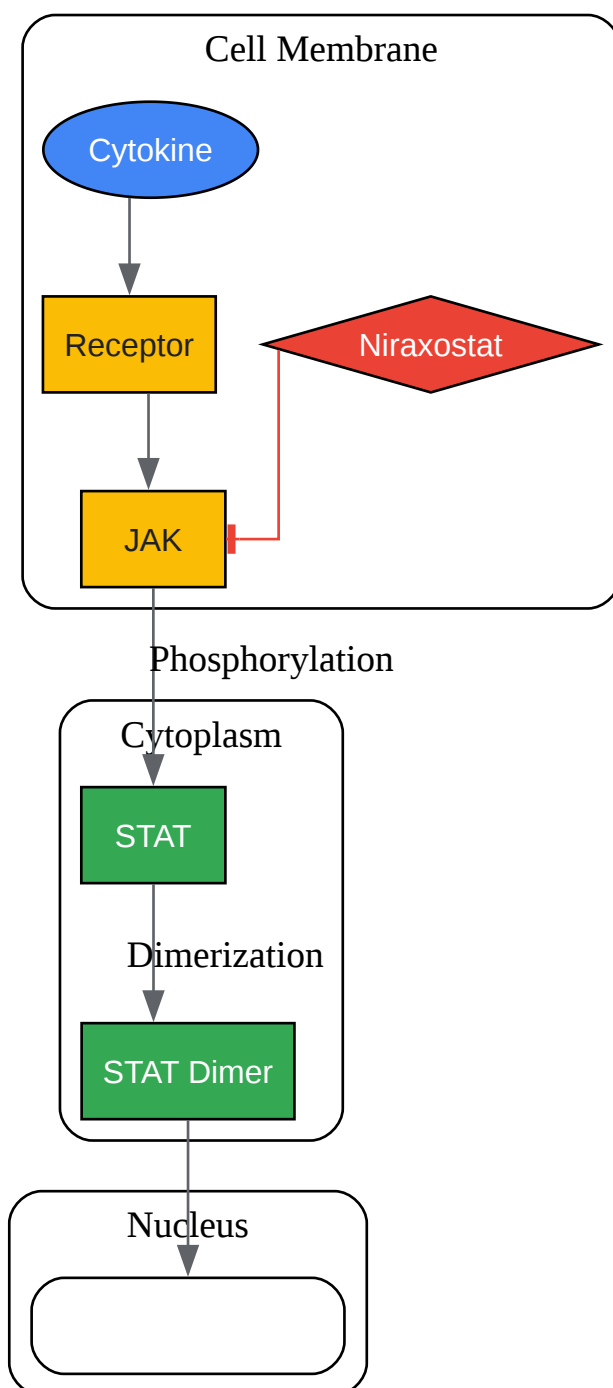 Cell Membrane
Cytokine
Receptor
Niraxostat
JAK
Phosphorylation
Cytoplasm
STAT
Dimerization
STAT Dimer
Nucleus